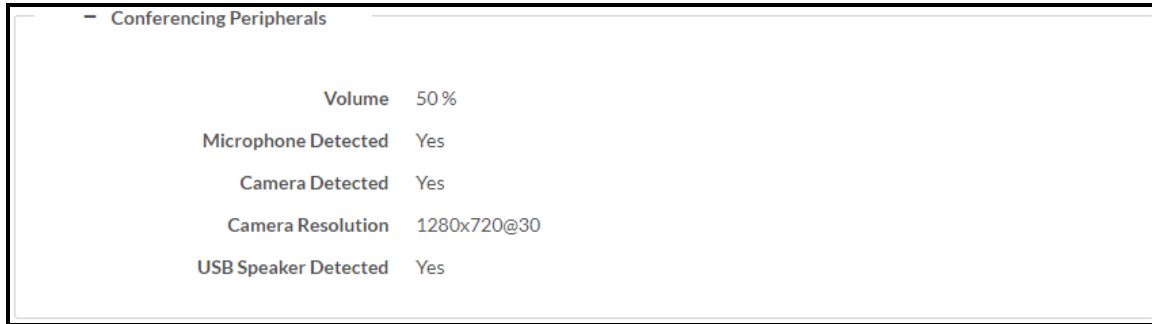 − Conferencing Peripherals
Volume 50 %
Microphone Detected Yes
Camera Detected Yes
Camera Resolution 1280x720@30
USB Speaker Detected Yes